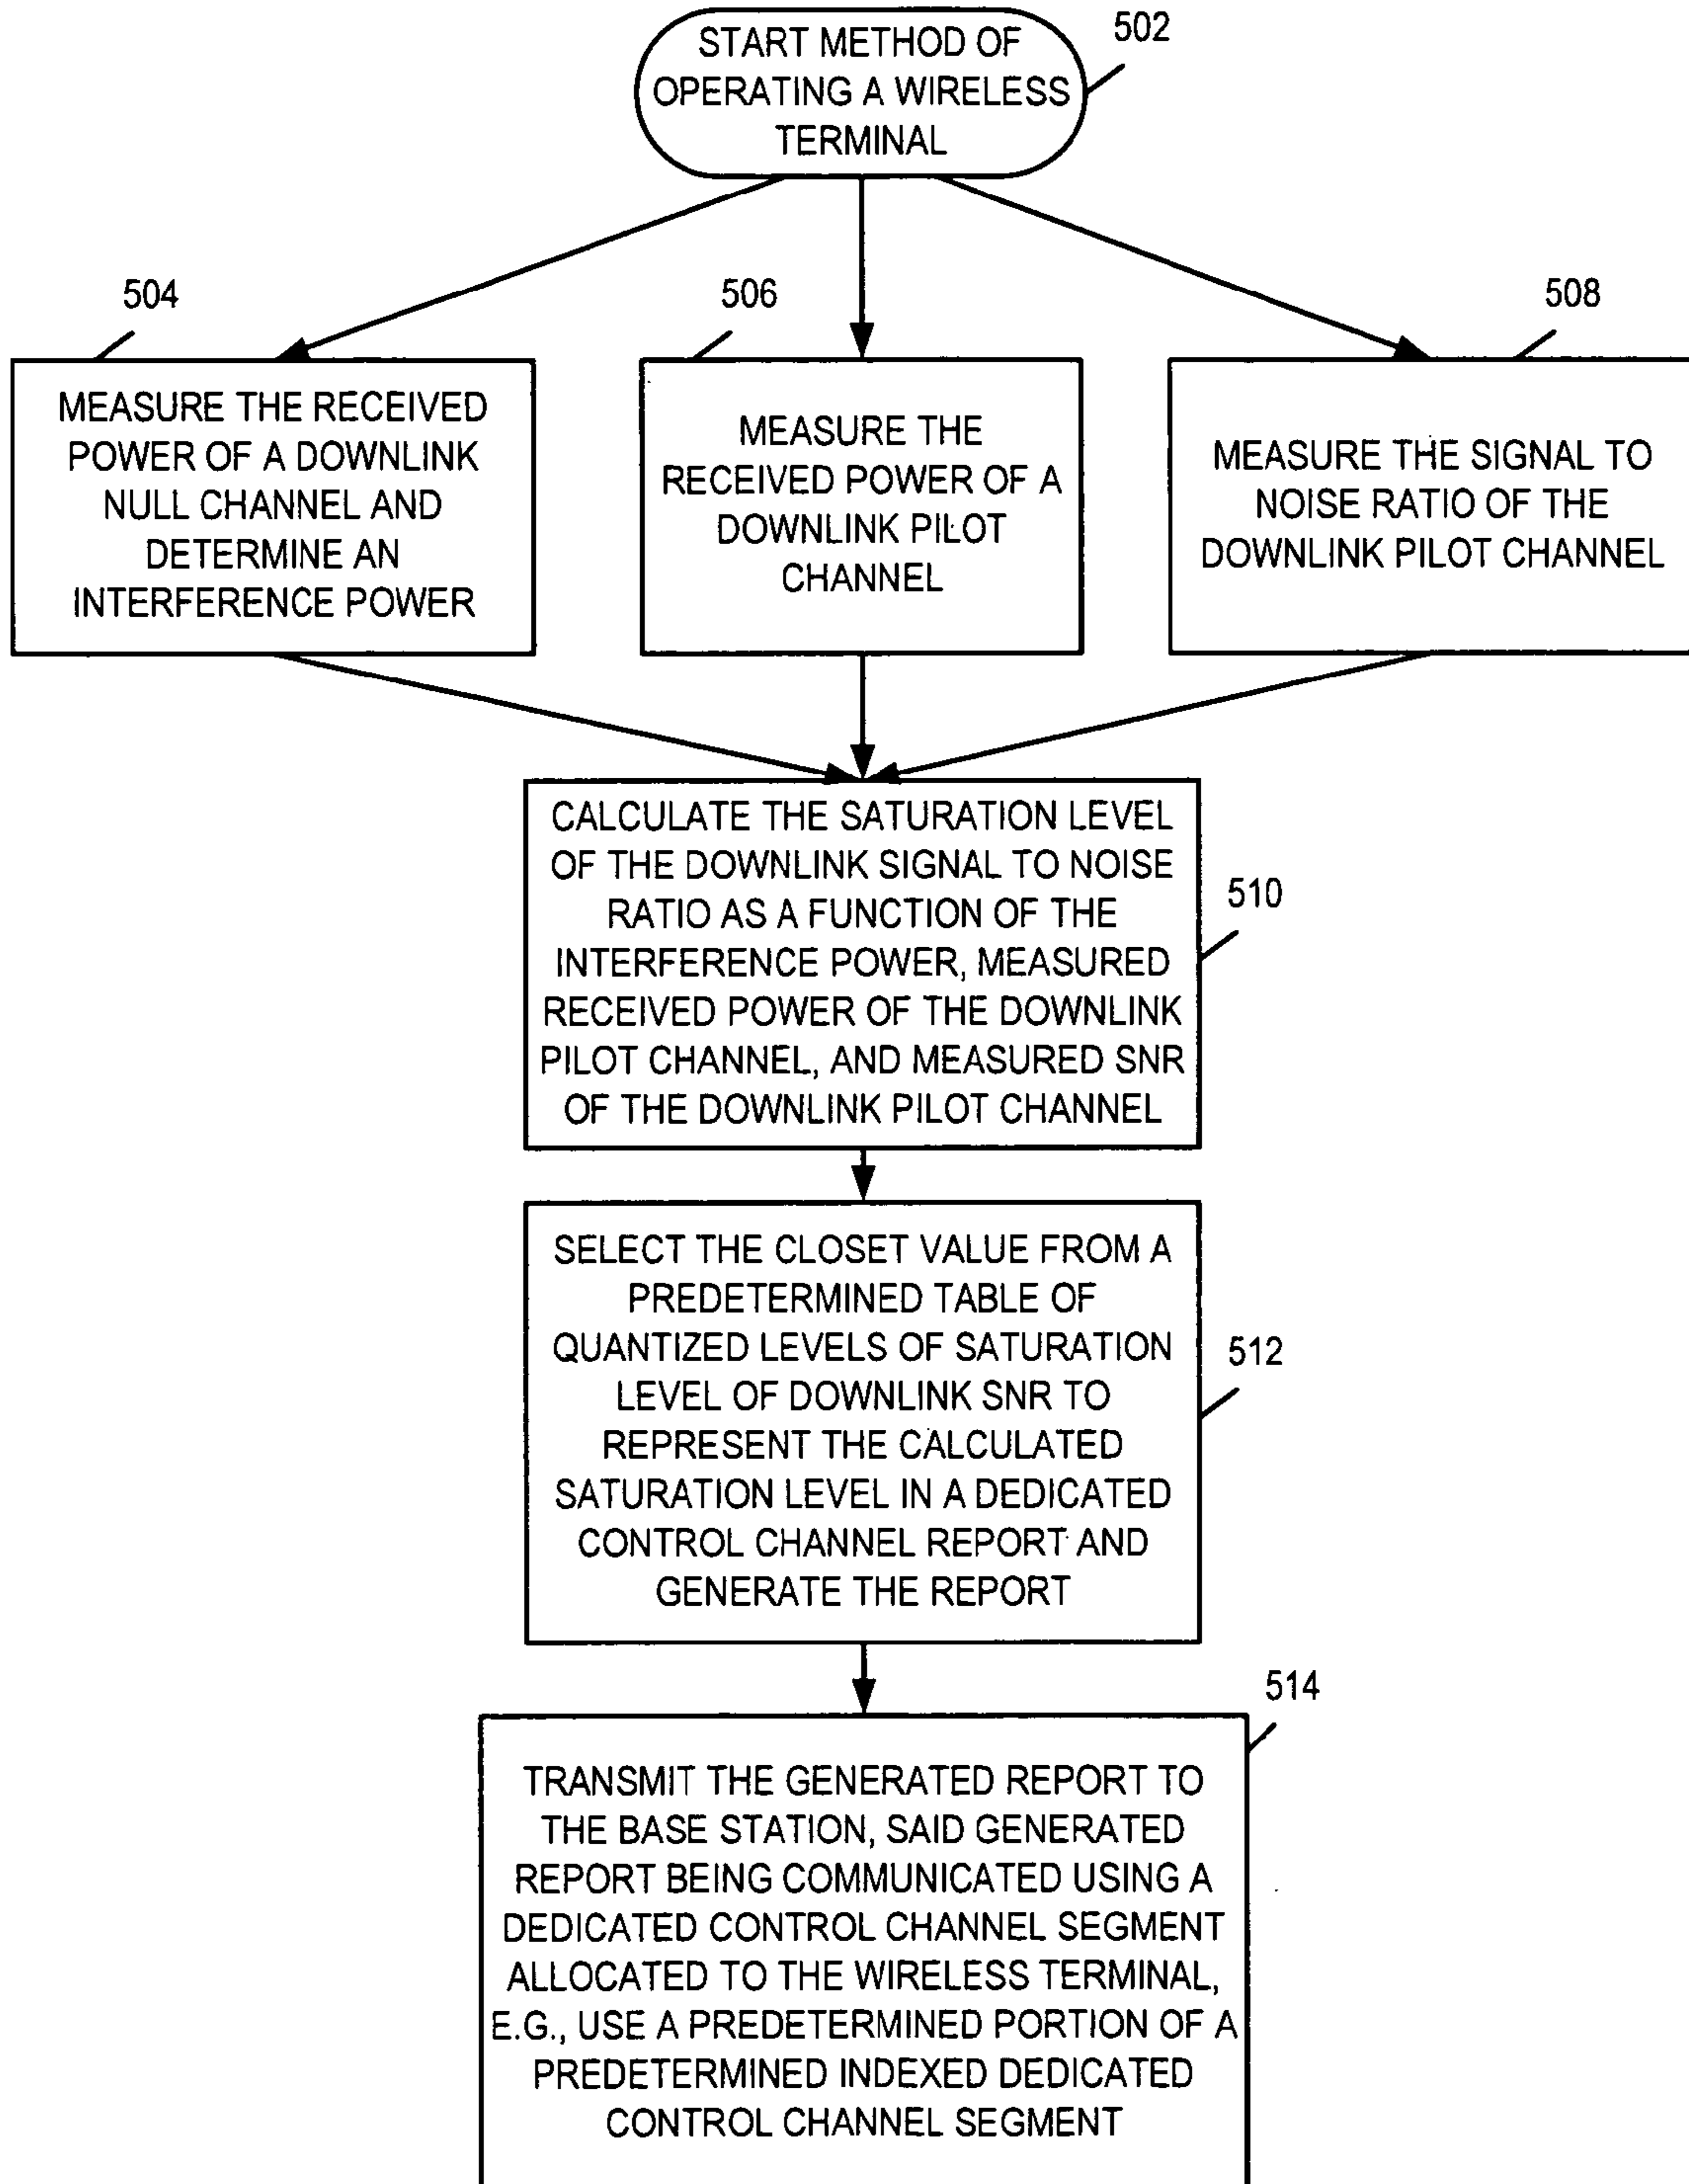 START METHOD OF
OPERATING A WIRELESS
TERMINAL
502
504
MEASURE THE RECEIVED
POWER OF A DOWNLINK
NULL CHANNEL AND
DETERMINE AN
INTERFERENCE POWER
506
MEASURE THE
RECEIVED POWER OF A
DOWNLINK PILOT
CHANNEL
508
MEASURE THE SIGNAL TO
NOISE RATIO OF THE
DOWNLINK PILOT CHANNEL
CALCULATE THE SATURATION LEVEL
OF THE DOWNLINK SIGNAL TO NOISE
RATIO AS A FUNCTION OF THE
INTERFERENCE POWER, MEASURED
RECEIVED POWER OF THE DOWNLINK
PILOT CHANNEL, AND MEASURED SNR
OF THE DOWNLINK PILOT CHANNEL
510
SELECT THE CLOSET VALUE FROM A
PREDETERMINED TABLE OF
QUANTIZED LEVELS OF SATURATION
LEVEL OF DOWNLINK SNR TO
REPRESENT THE CALCULATED
SATURATION LEVEL IN A DEDICATED
CONTROL CHANNEL REPORT AND
GENERATE THE REPORT
512
514
TRANSMIT THE GENERATED REPORT TO
THE BASE STATION, SAID GENERATED
REPORT BEING COMMUNICATED USING A
DEDICATED CONTROL CHANNEL SEGMENT
ALLOCATED TO THE WIRELESS TERMINAL,
E.G., USE A PREDETERMINED PORTION OF A
PREDETERMINED INDEXED DEDICATED
CONTROL CHANNEL SEGMENT